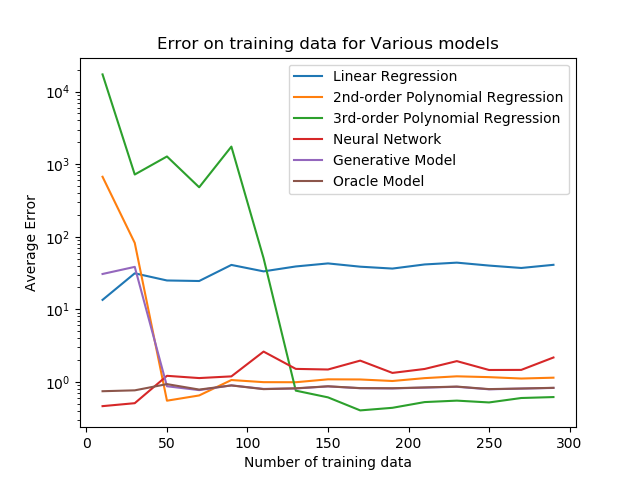 Error on training data for Various models
Linear Regression
2nd-order Polynomial Regression
3rd-order Polynomial Regression
Neural Network
Generative Model
Oracle Model
10⁴
10³
10²
10¹
10⁰
Average Error
0 50 100 150 200 250 300
Number of training data